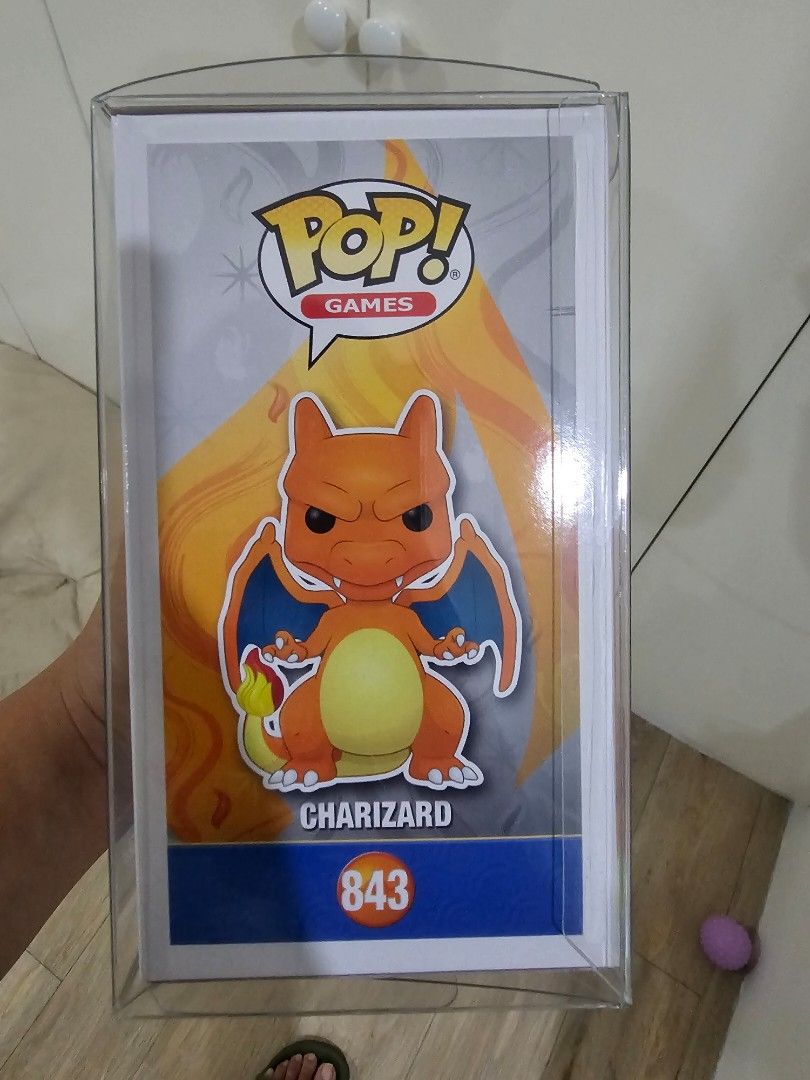 POP! ®
GAMES
CHARIZARD
843